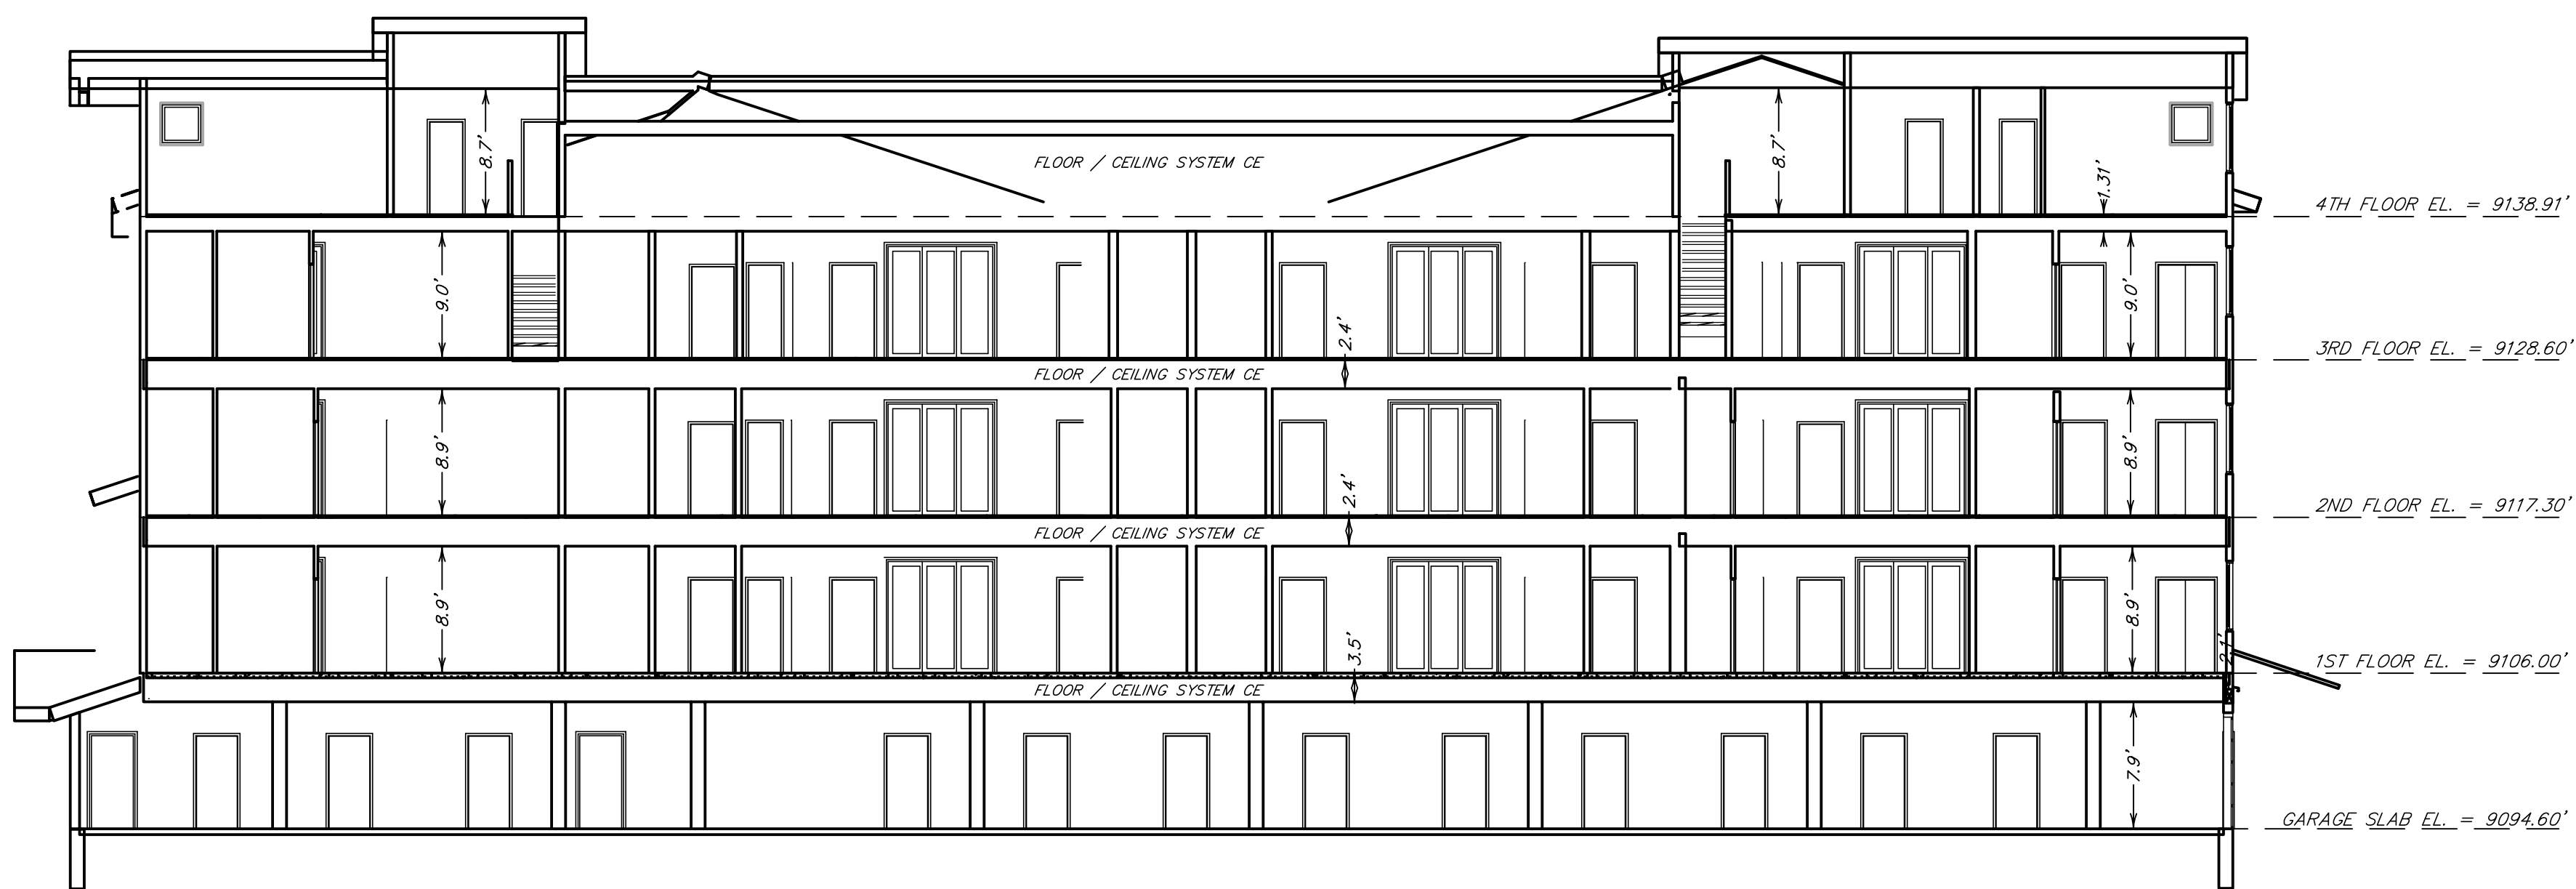 8.7'
FLOOR / CEILING SYSTEM CE
8.7'
1.31'
4TH FLOOR EL. = 9138.91'
9.0'
9.0'
2.4'
3RD FLOOR EL. = 9128.60'
FLOOR / CEILING SYSTEM CE
8.9'
8.9'
2.4'
2ND FLOOR EL. = 9117.30'
FLOOR / CEILING SYSTEM CE
8.9'
8.9'
3.5'
2.1'
1ST FLOOR EL. = 9106.00'
FLOOR / CEILING SYSTEM CE
7.9'
GARAGE SLAB EL. = 9094.60'